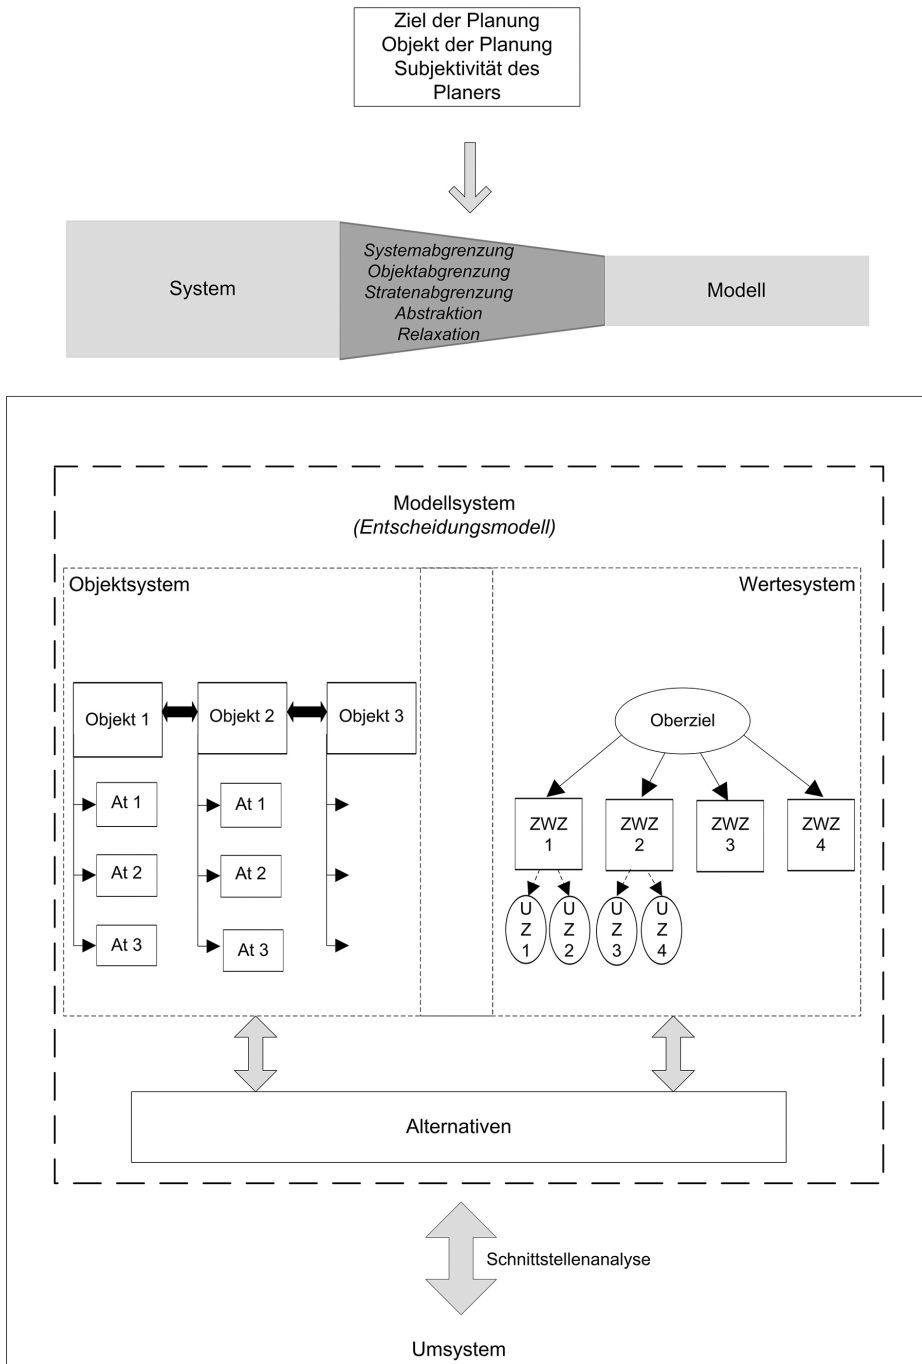 Ziel der Planung
Objekt der Planung
Subjektivität des
Planers
Systemabgrenzung
Objektabgrenzung
Stratenabgrenzung
Abstraktion
Relaxation
System
Modell
Modellsystem
(Entscheidungsmodell)
Objektsystem
Wertesystem
Objekt 1
Objekt 2
Objekt 3
At 1
At 2
At 3
At 1
At 2
At 3
Oberziel
ZWZ
1
ZWZ
2
ZWZ
3
ZWZ
4
U
Z
1
U
Z
2
U
Z
3
U
Z
4
Alternativen
Schnittstellenanalyse
Umsystem